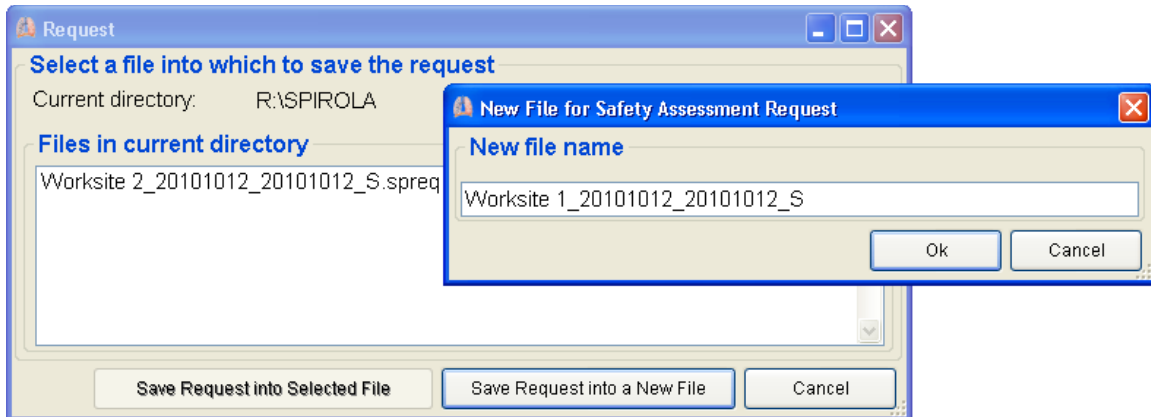 Request
Select a file into which to save the request
Current directory: R:\SPIROLA
Files in current directory
Worksite 2_20101012_20101012_S.spreq
New File for Safety Assessment Request
New file name
Worksite 1_20101012_20101012_S
Ok Cancel
Save Request into Selected File Save Request into a New File Cancel